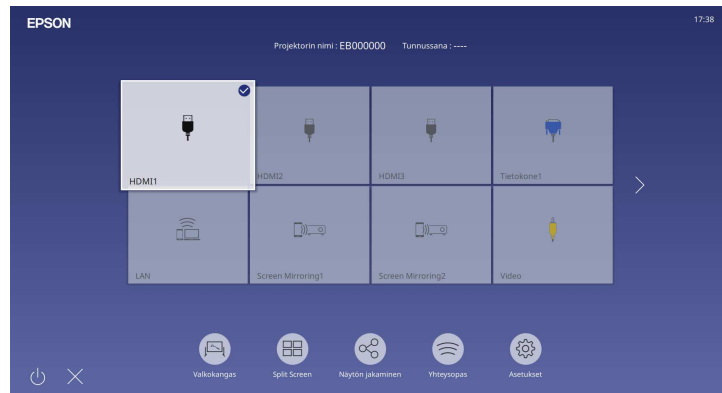 EPSON
17:38
Projektorin nimi : EB000000 Tunnussana : ----
HDMI1
HDMI2
HDMI3
Tietokone1
LAN
Screen Mirroring1
Screen Mirroring2
Video
Valkokangas
Split Screen
Näytön jakaminen
Yhteysopas
Asetukset